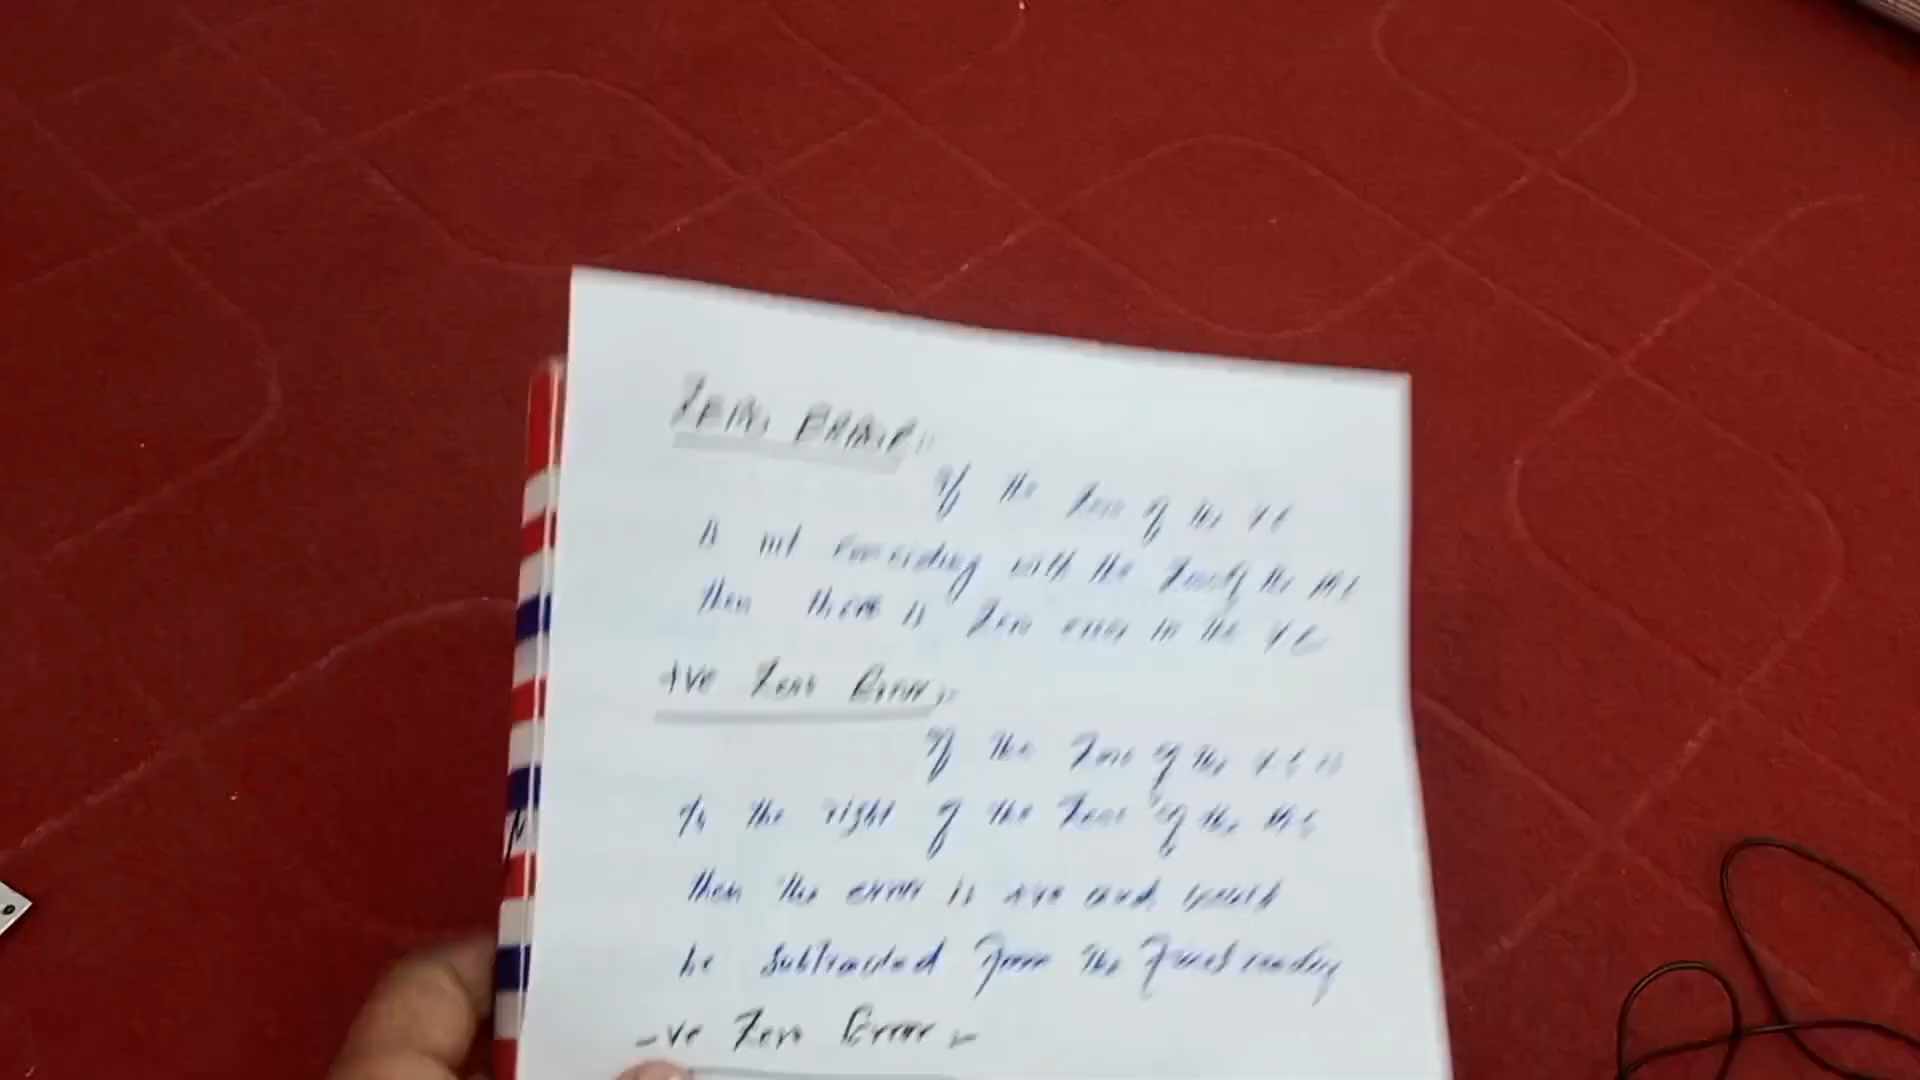 ZERO ERROR:-
If the Zero of the V.C
is not coinciding with the Zero of the M.S
then there is Zero error in the V.C
+ve Zero Error:-
If the Zero of the V.S is
to the right of the Zero of the M.S
then the error is +ve and would
be Subtracted from the Final reading
-ve Zero Error:-